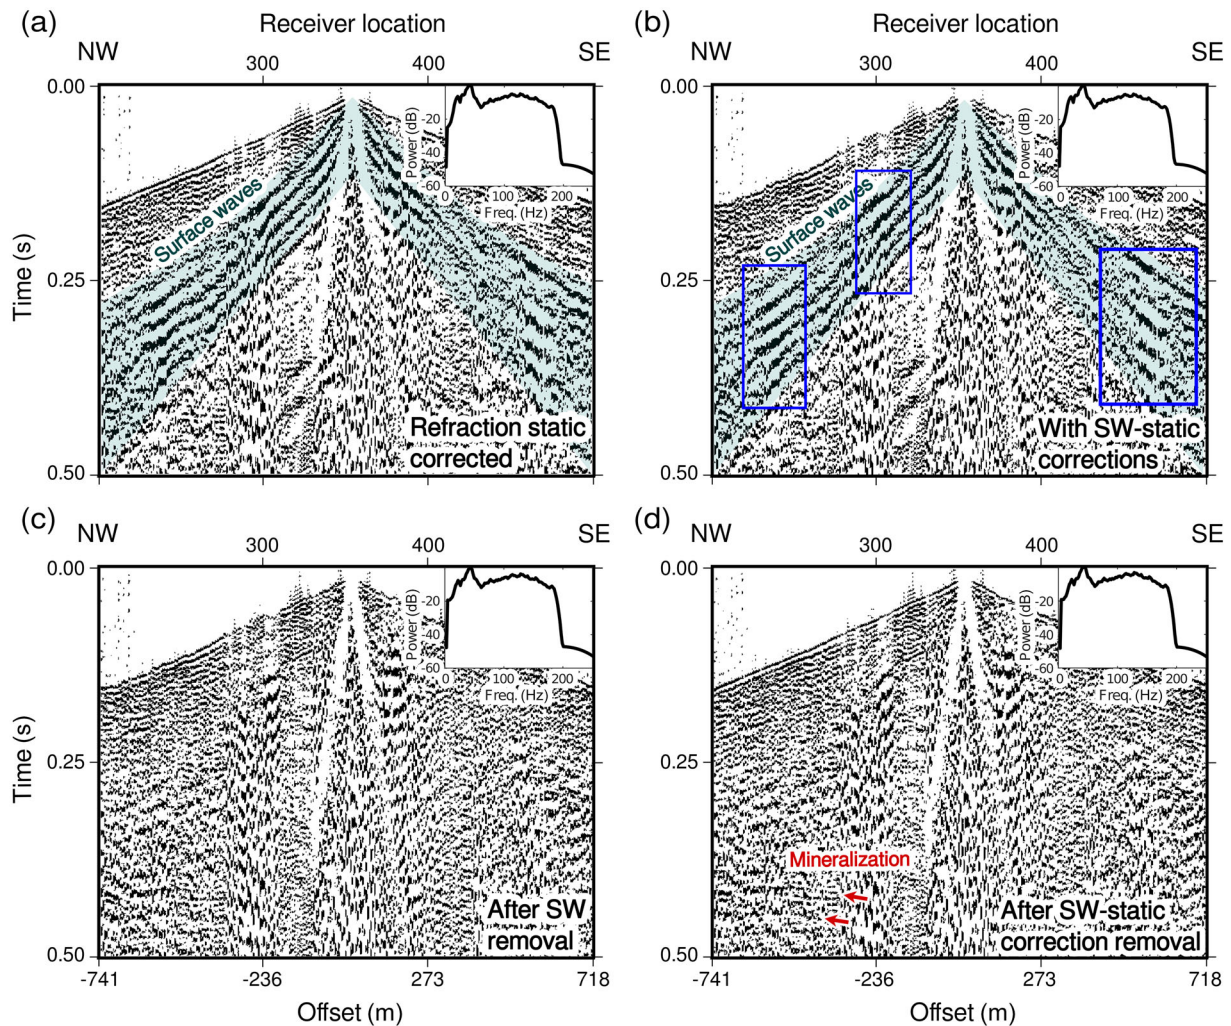 (a)
Receiver location
NW
SE
300
400
0.00
0.25
0.50
Time (s)
Surface waves
Power (dB)
-20
-40
-60
0
100
200
Freq. (Hz)
Refraction static
corrected
(b)
Receiver location
NW
SE
300
400
0.00
0.25
0.50
Surface waves
Power (dB)
-20
-40
-60
0
100
200
Freq. (Hz)
With SW-static
corrections
(c)
NW
SE
300
400
0.00
0.25
0.50
Time (s)
Power (dB)
-20
-40
-60
0
100
200
Freq. (Hz)
After SW
removal
-741
-236
273
718
Offset (m)
(d)
NW
SE
300
400
0.00
0.25
0.50
Power (dB)
-20
-40
-60
0
100
200
Freq. (Hz)
Mineralization
After SW-static
correction removal
-741
-236
273
718
Offset (m)